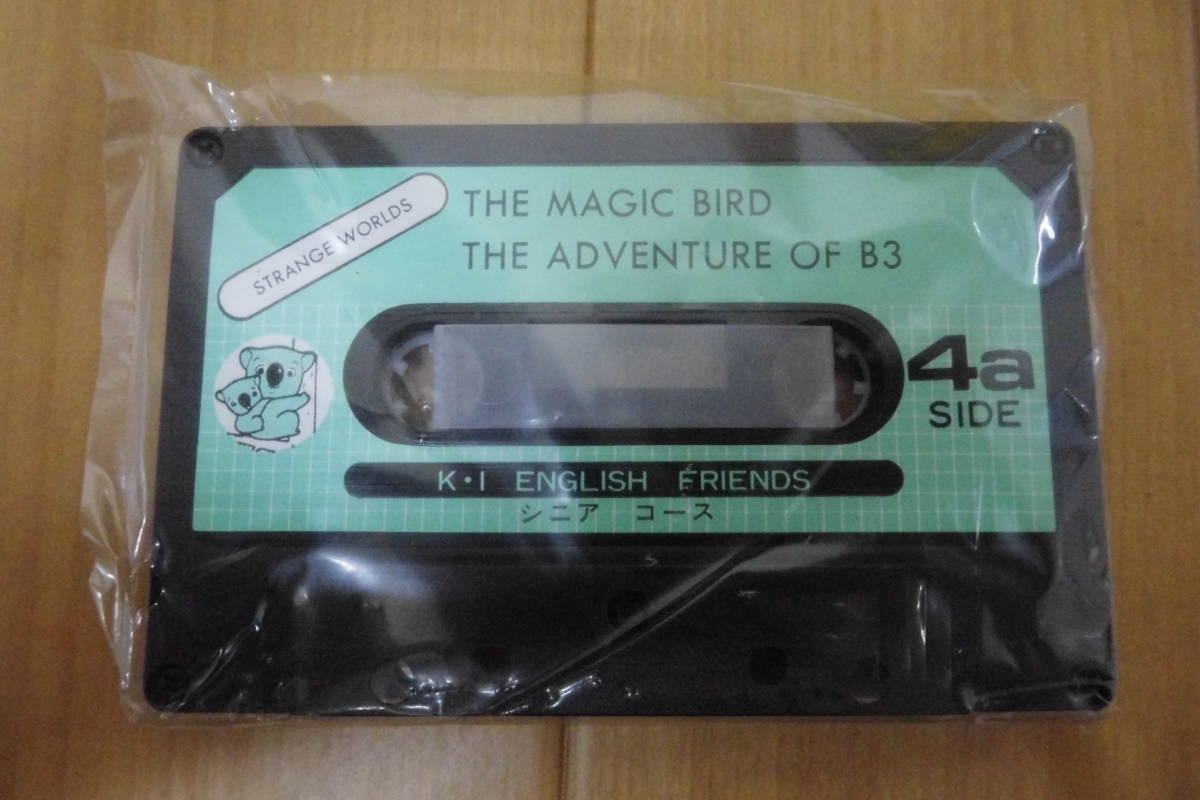 STRANGE WORLDS
THE MAGIC BIRD
THE ADVENTURE OF B3
4a
SIDE
K・I ENGLISH FRIENDS
シニア コース